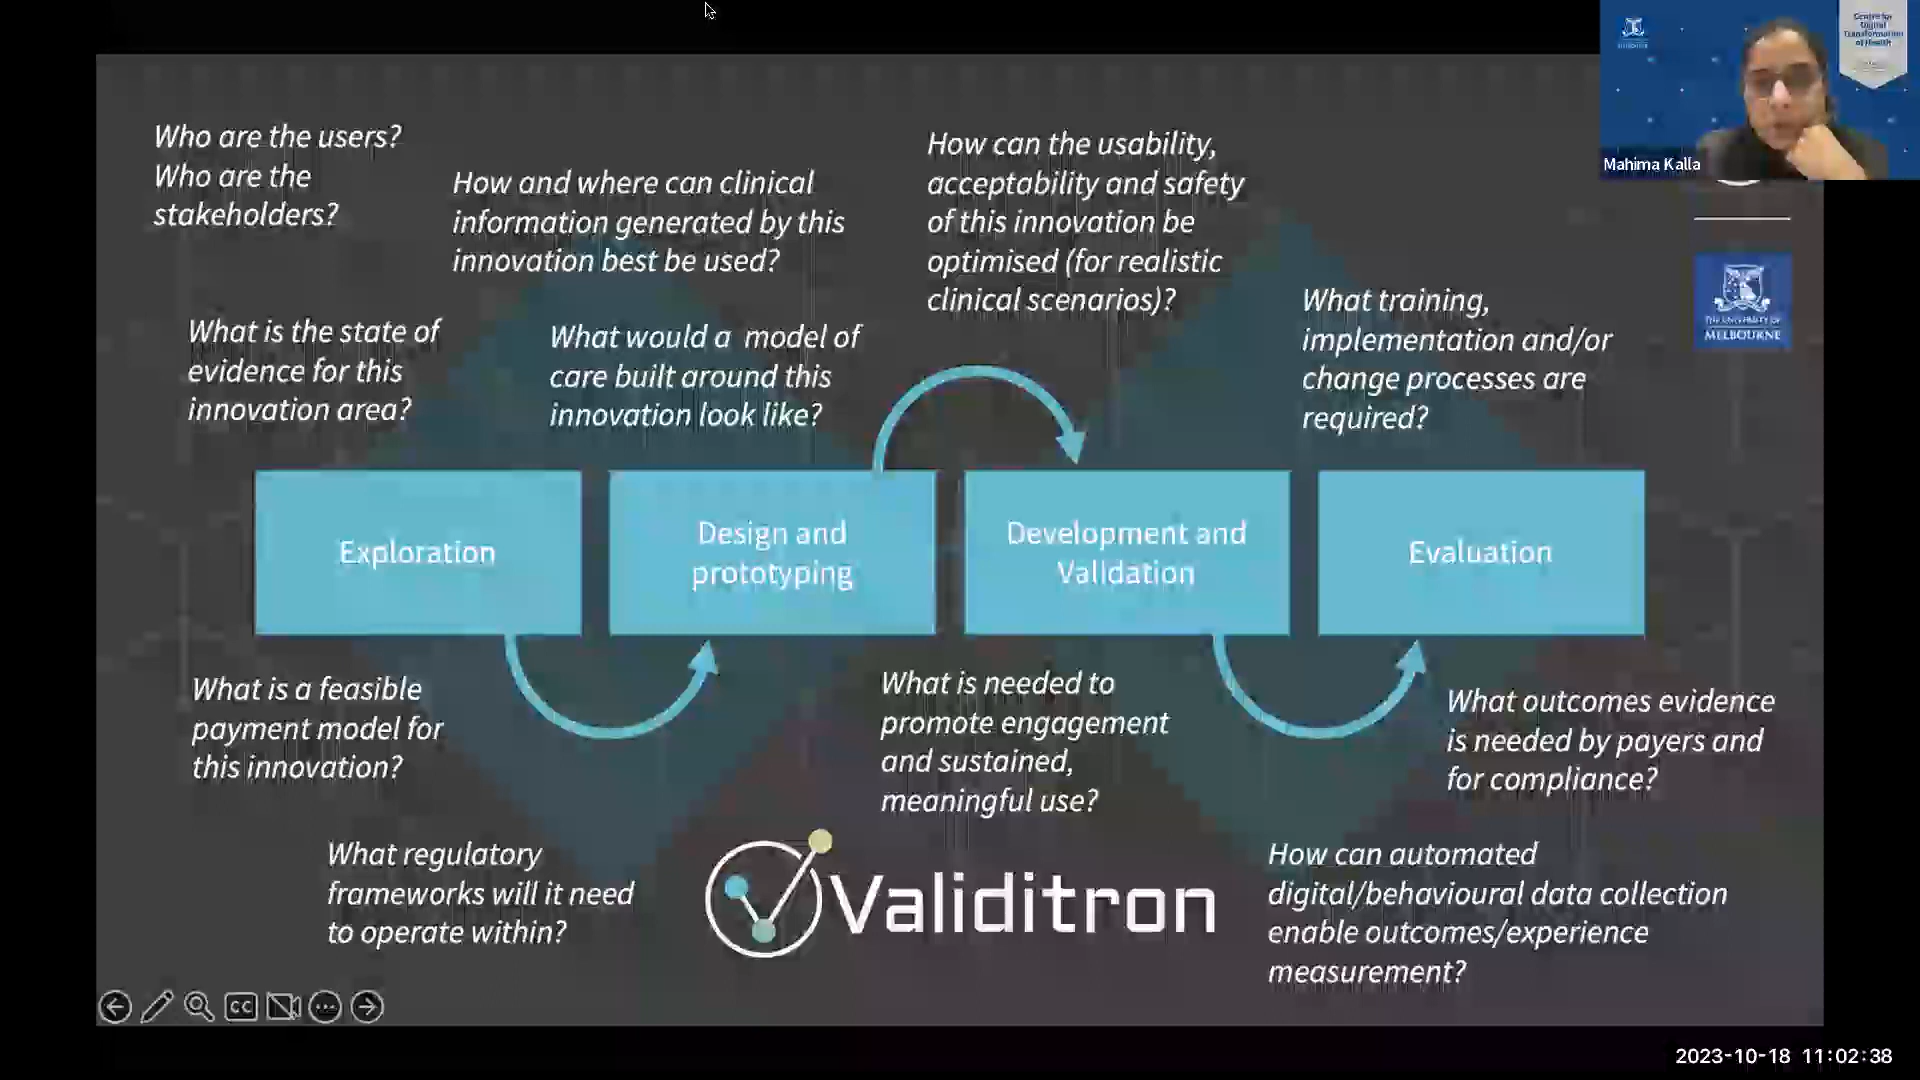 Who are the users?
Who are the
stakeholders?
How and where can clinical
information generated by this
innovation best be used?
How can the usability,
acceptability and safety
of this innovation be
optimised (for realistic
clinical scenarios)?
Centre for
Digital
Transformation
of Health
Mahima Kalla
What is the state of
evidence for this
innovation area?
What would a model of
care built around this
innovation look like?
What training,
implementation and/or
change processes are
required?
THE UNIVERSITY OF
MELBOURNE
Exploration
Design and
prototyping
Development and
Validation
Evaluation
What is a feasible
payment model for
this innovation?
What is needed to
promote engagement
and sustained,
meaningful use?
What outcomes evidence
is needed by payers and
for compliance?
What regulatory
frameworks will it need
to operate within?
Validitron
How can automated
digital/behavioural data collection
enable outcomes/experience
measurement?
CC
2023-10-18 11:02:38